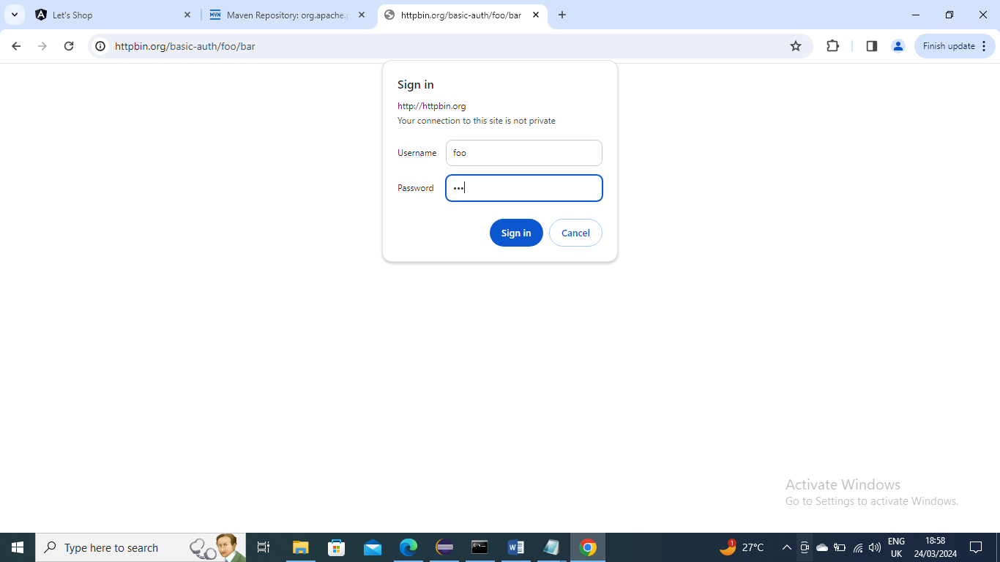 Let's Shop
Maven Repository: org.apache.p
httpbin.org/basic-auth/foo/bar
httpbin.org/basic-auth/foo/bar
Finish update
Sign in
http://httpbin.org
Your connection to this site is not private
Username foo
Password •••
Sign in Cancel
Activate Windows
Go to Settings to activate Windows.
Type here to search
27°C
ENG
UK
18:58
24/03/2024